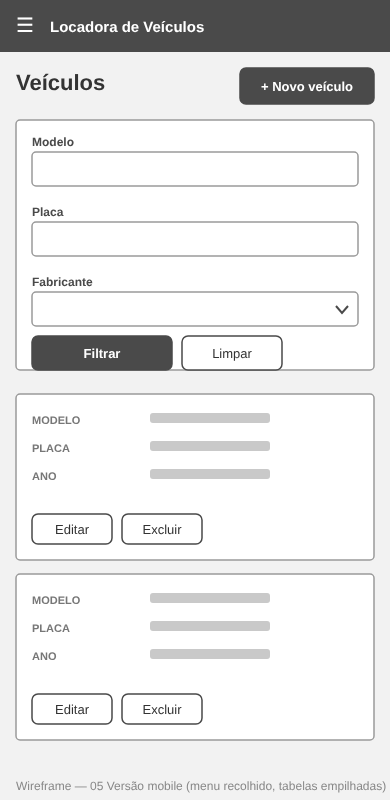 ☰ Locadora de Veículos
Veículos
+ Novo veículo
Modelo
Placa
Fabricante
Filtrar Limpar
MODELO
PLACA
ANO
Editar Excluir
MODELO
PLACA
ANO
Editar Excluir
Wireframe — 05 Versão mobile (menu recolhido, tabelas empilhadas)